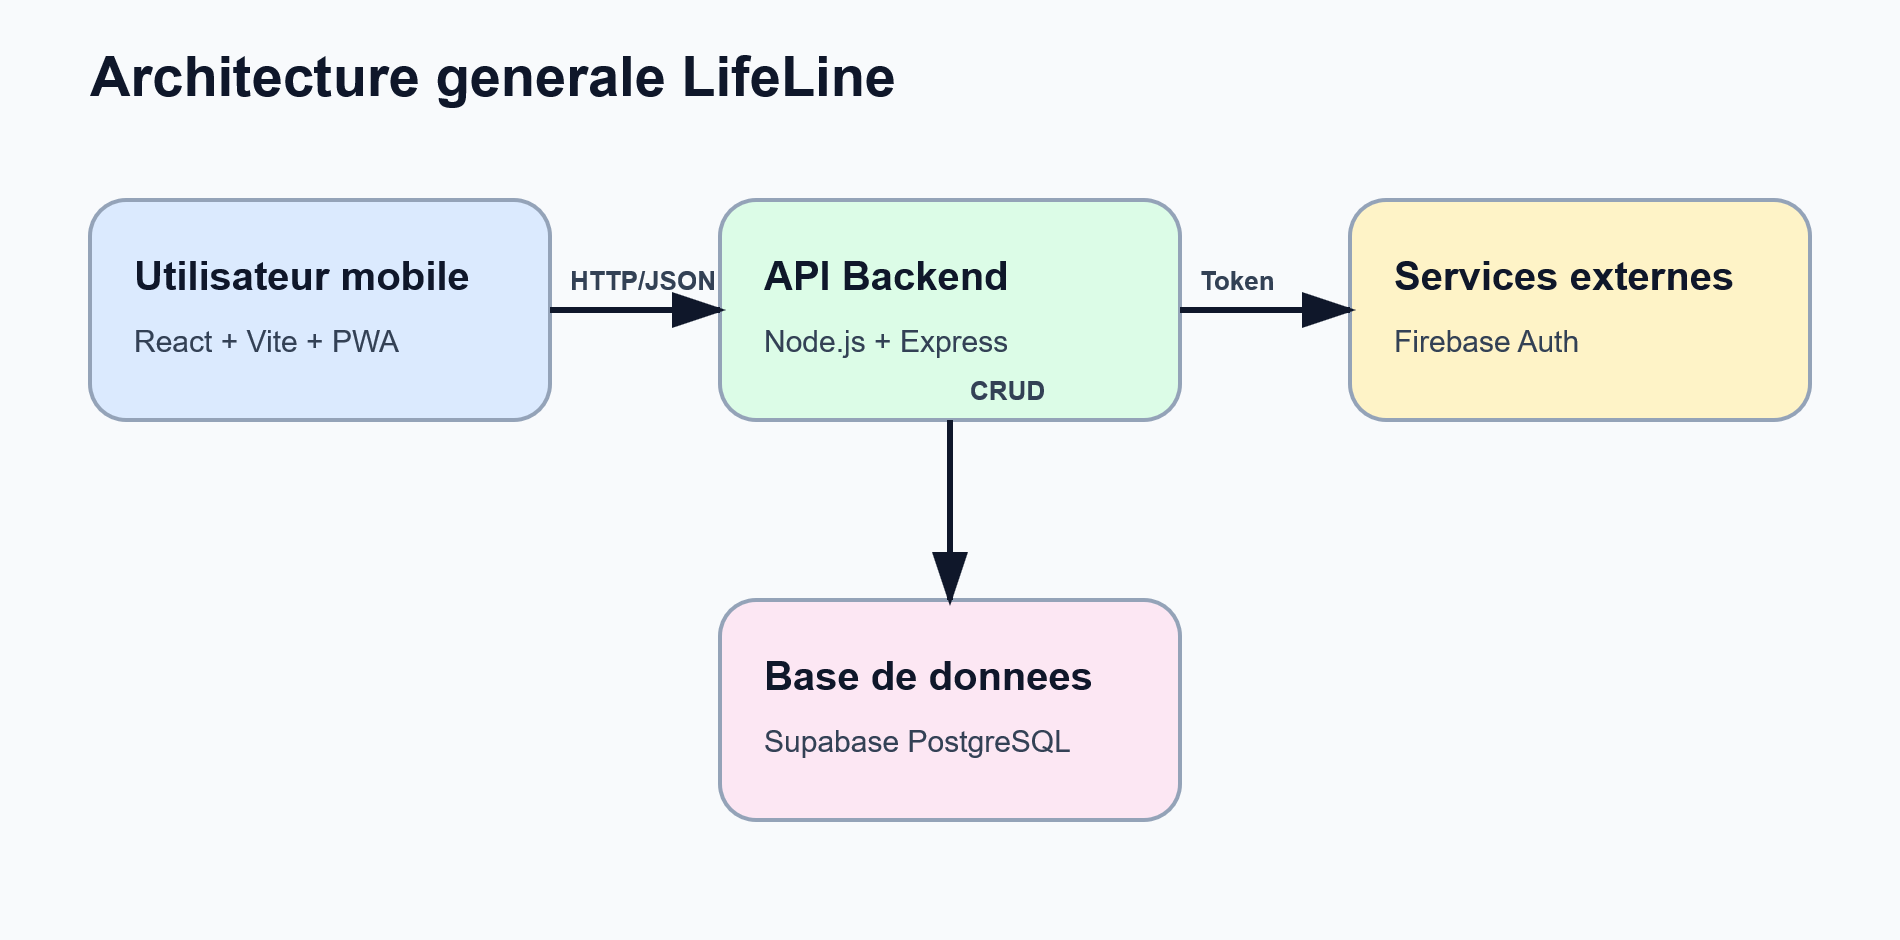 Architecture generale LifeLine
Utilisateur mobile
React + Vite + PWA
HTTP/JSON
API Backend
Node.js + Express
CRUD
Token
Services externes
Firebase Auth
Base de donnees
Supabase PostgreSQL